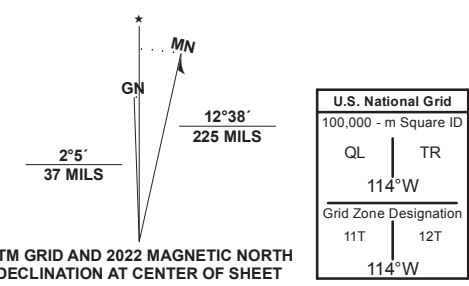 ★
MN
GN
12°38´
225 MILS
2°5´
37 MILS
TM GRID AND 2022 MAGNETIC NORTH
DECLINATION AT CENTER OF SHEET
U.S. National Grid
100,000 - m Square ID
QL TR
114°W
Grid Zone Designation
11T 12T
114°W